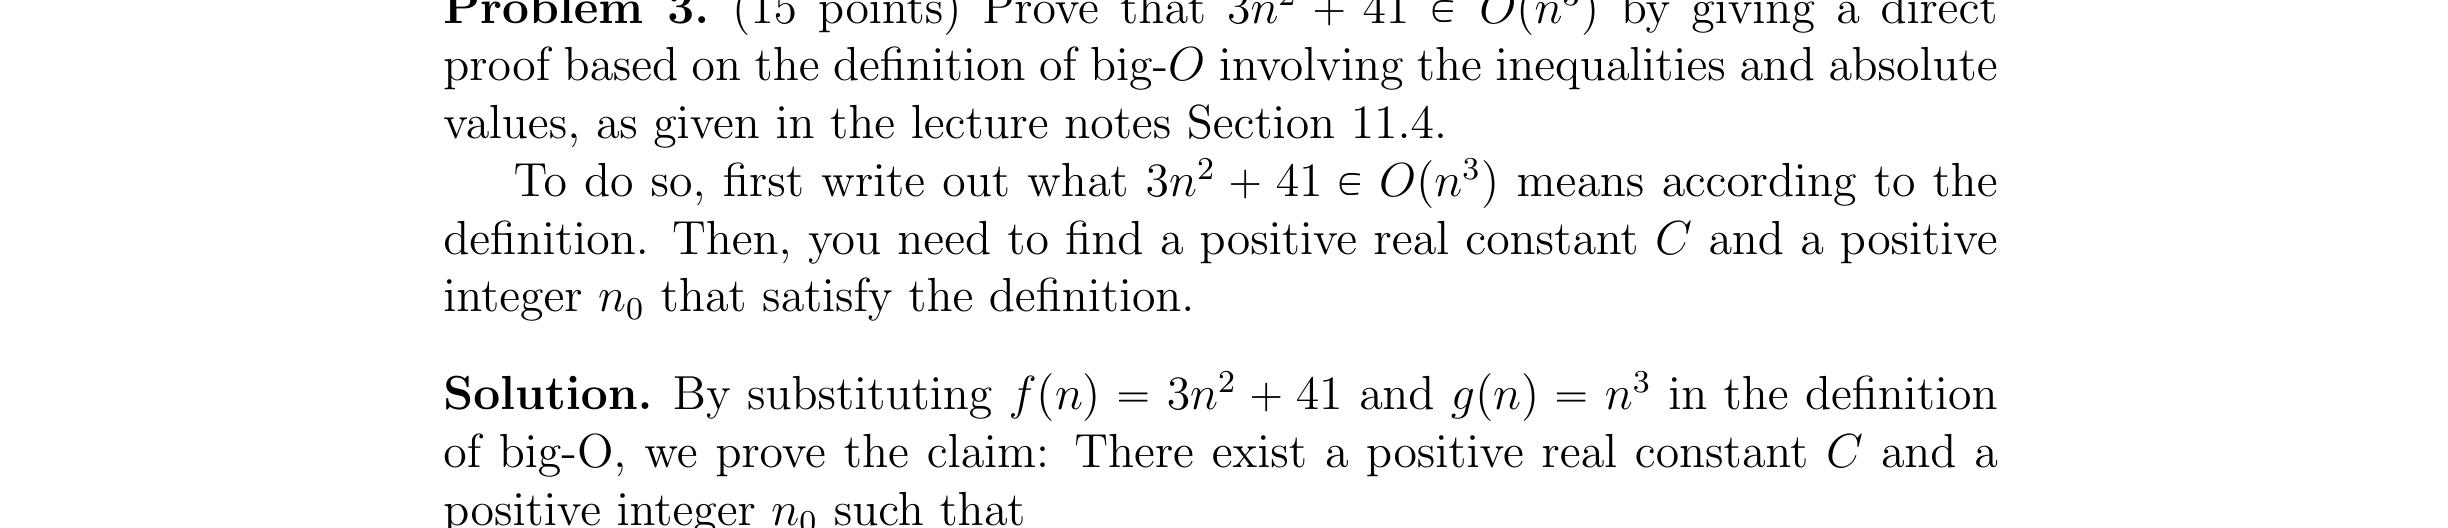 Problem 3. (15 points) Prove that 3n² + 41 ∈ O(n³) by giving a direct
proof based on the definition of big-O involving the inequalities and absolute
values, as given in the lecture notes Section 11.4.
To do so, first write out what 3n² + 41 ∈ O(n³) means according to the
definition. Then, you need to find a positive real constant C and a positive
integer n₀ that satisfy the definition.
Solution. By substituting f(n) = 3n² + 41 and g(n) = n³ in the definition
of big-O, we prove the claim: There exist a positive real constant C and a
positive integer n₀ such that